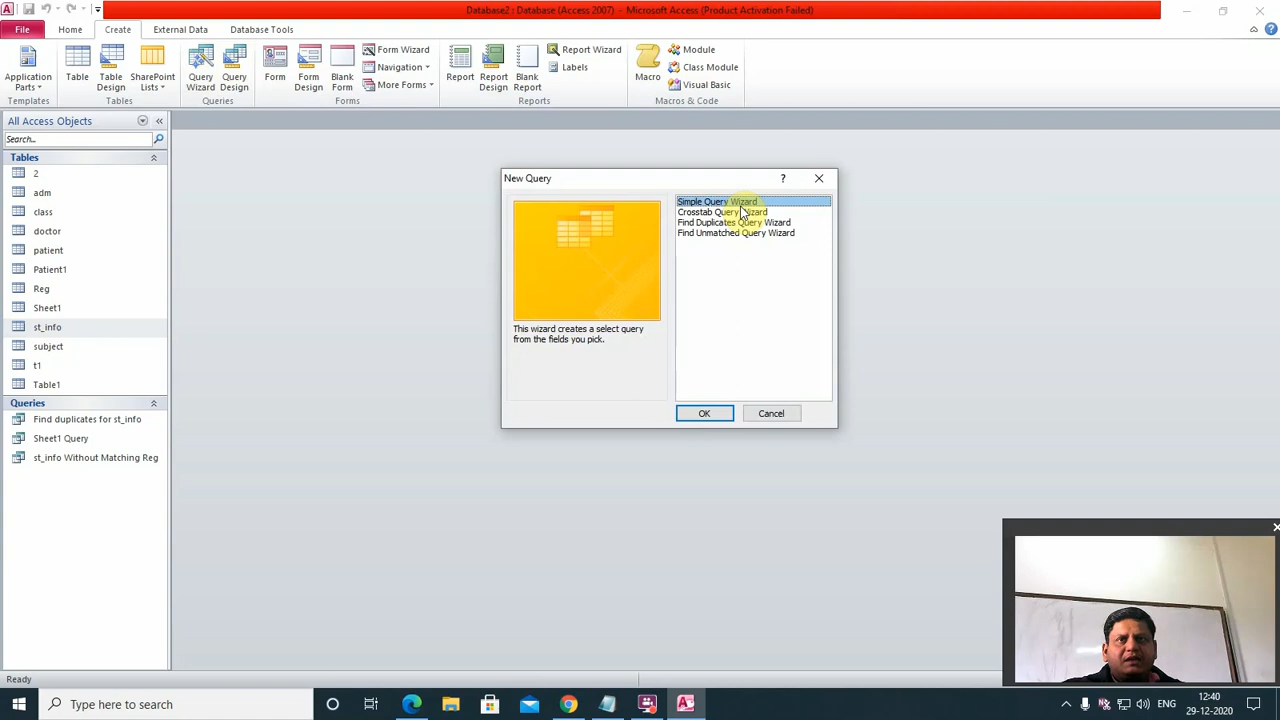 Database2 : Database (Access 2007) - Microsoft Access (Product Activation Failed)
File Home Create External Data Database Tools
Application Parts
Table
Table Design
SharePoint Lists
Query Wizard
Query Design
Form
Form Design
Blank Form
Form Wizard
Navigation
More Forms
Report
Report Design
Blank Report
Report Wizard
Labels
Macro
Module
Class Module
Visual Basic
Templates Tables Queries Forms Reports Macros & Code
All Access Objects
Search...
Tables
2
adm
class
doctor
patient
Patient1
Reg
Sheet1
st_info
subject
t1
Table1
Queries
Find duplicates for st_info
Sheet1 Query
st_info Without Matching Reg
New Query
?
This wizard creates a select query
from the fields you pick.
Simple Query Wizard
Crosstab Query Wizard
Find Duplicates Query Wizard
Find Unmatched Query Wizard
OK Cancel
Ready
Type here to search
ENG
12:40
29-12-2020